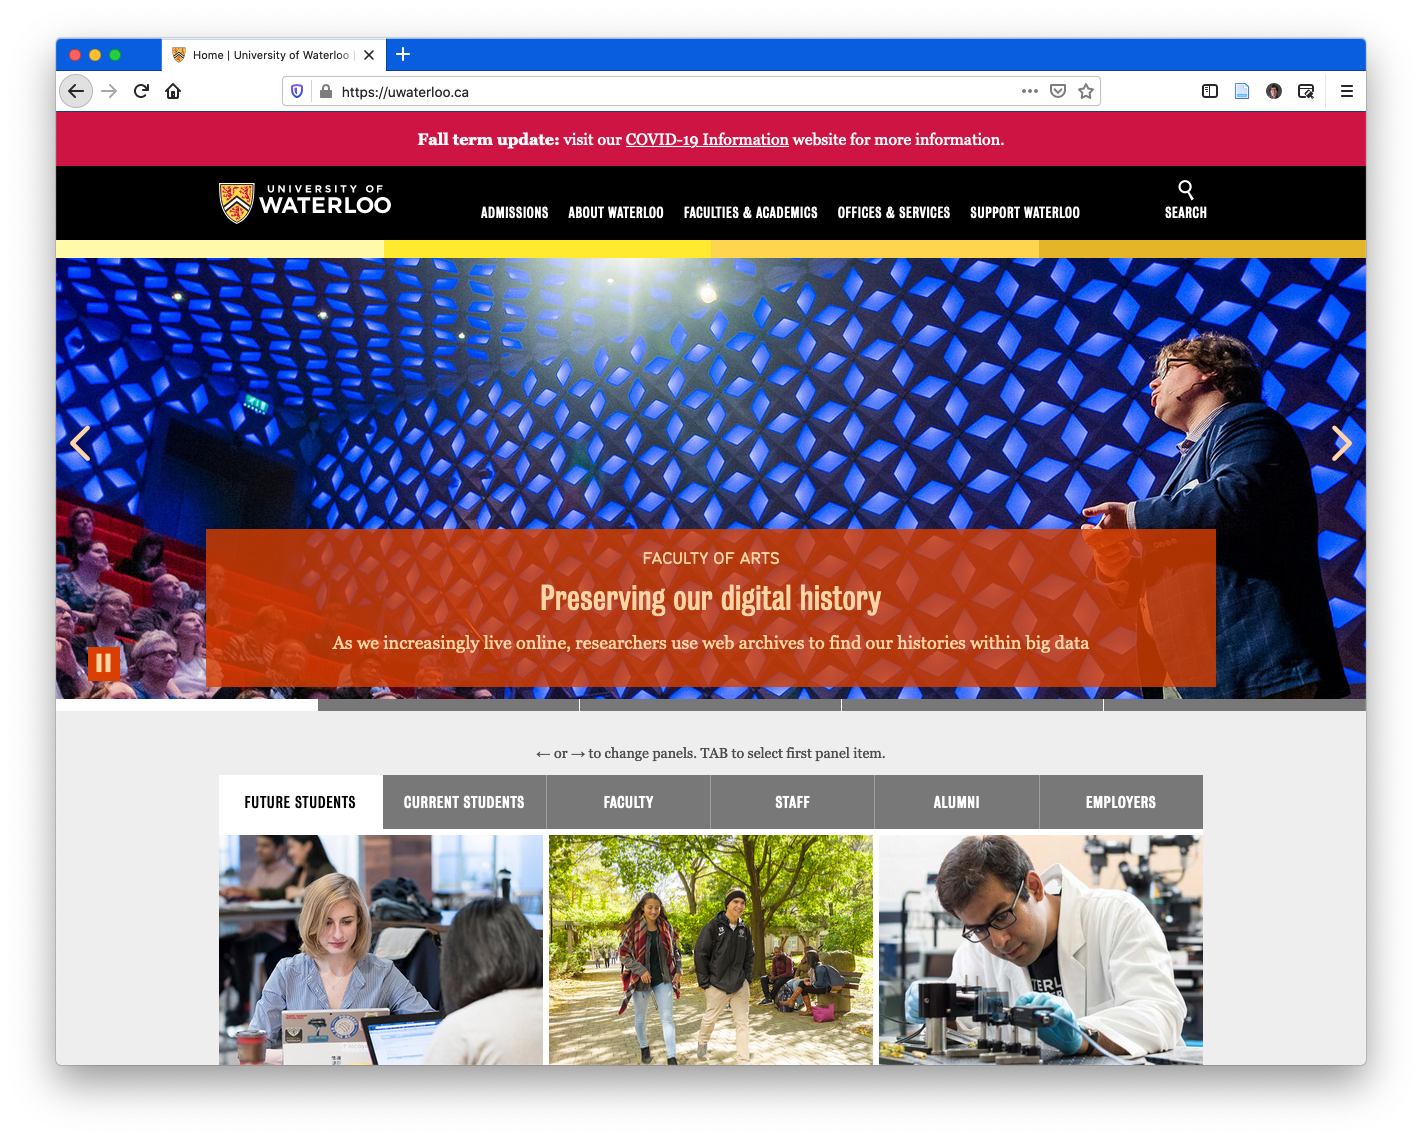 Home | University of Waterloo
https://uwaterloo.ca
Fall term update: visit our COVID-19 Information website for more information.
UNIVERSITY OF
WATERLOO
ADMISSIONS ABOUT WATERLOO FACULTIES & ACADEMICS OFFICES & SERVICES SUPPORT WATERLOO
SEARCH
FACULTY OF ARTS
Preserving our digital history
As we increasingly live online, researchers use web archives to find our histories within big data
← or → to change panels. TAB to select first panel item.
FUTURE STUDENTS CURRENT STUDENTS FACULTY STAFF ALUMNI EMPLOYERS